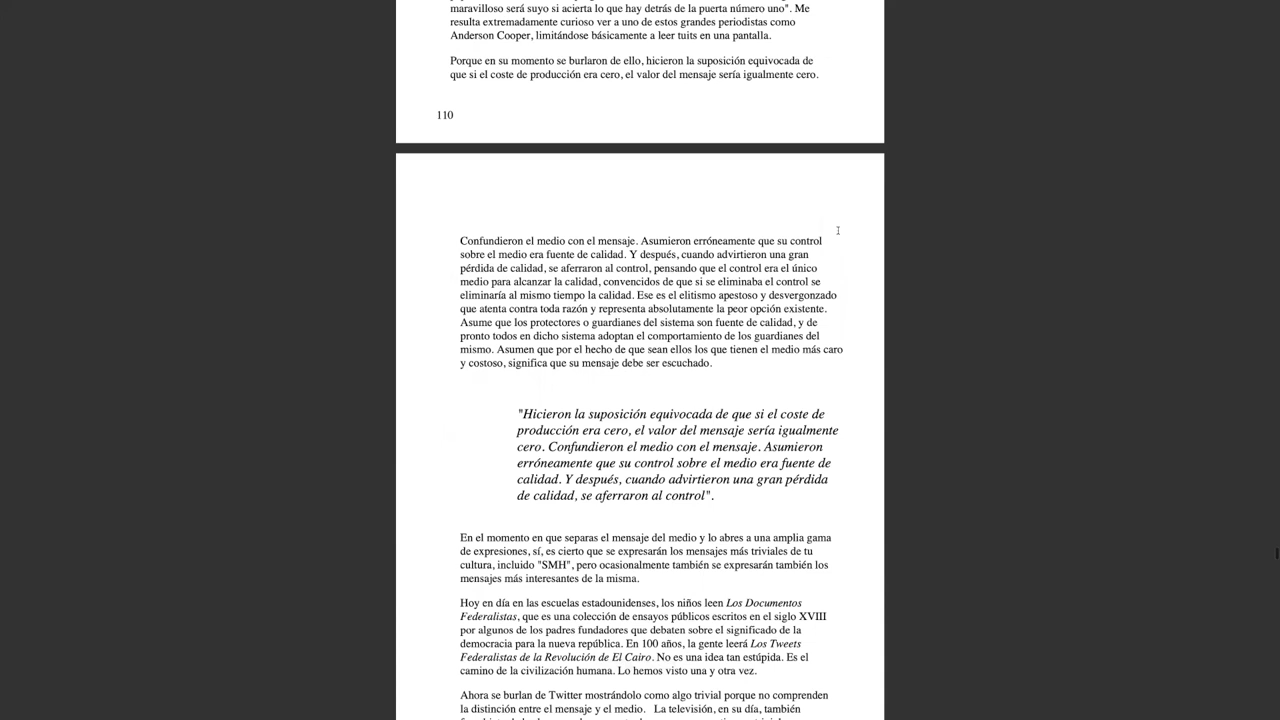 maravilloso será suyo si acierta lo que hay detrás de la puerta número uno". Me
resulta extremadamente curioso ver a uno de estos grandes periodistas como
Anderson Cooper, limitándose básicamente a leer tuits en una pantalla.
Porque en su momento se burlaron de ello, hicieron la suposición equivocada de
que si el coste de producción era cero, el valor del mensaje sería igualmente cero.
110
Confundieron el medio con el mensaje. Asumieron erróneamente que su control
sobre el medio era fuente de calidad. Y después, cuando advirtieron una gran
pérdida de calidad, se aferraron al control, pensando que el control era el único
medio para alcanzar la calidad, convencidos de que si se eliminaba el control se
eliminaría al mismo tiempo la calidad. Ese es el elitismo apestoso y desvergonzado
que atenta contra toda razón y representa absolutamente la peor opción existente.
Asume que los protectores o guardianes del sistema son fuente de calidad, y de
pronto todos en dicho sistema adoptan el comportamiento de los guardianes del
mismo. Asumen que por el hecho de que sean ellos los que tienen el medio más caro
y costoso, significa que su mensaje debe ser escuchado.
"Hicieron la suposición equivocada de que si el coste de
producción era cero, el valor del mensaje sería igualmente
cero. Confundieron el medio con el mensaje. Asumieron
erróneamente que su control sobre el medio era fuente de
calidad. Y después, cuando advirtieron una gran pérdida
de calidad, se aferraron al control".
En el momento en que separas el mensaje del medio y lo abres a una amplia gama
de expresiones, sí, es cierto que se expresarán los mensajes más triviales de tu
cultura, incluido "SMH", pero ocasionalmente también se expresarán también los
mensajes más interesantes de la misma.
Hoy en día en las escuelas estadounidenses, los niños leen Los Documentos
Federalistas, que es una colección de ensayos públicos escritos en el siglo XVIII
por algunos de los padres fundadores que debaten sobre el significado de la
democracia para la nueva república. En 100 años, la gente leerá Los Tweets
Federalistas de la Revolución de El Cairo. No es una idea tan estúpida. Es el
camino de la civilización humana. Lo hemos visto una y otra vez.
Ahora se burlan de Twitter mostrándolo como algo trivial porque no comprenden
la distinción entre el mensaje y el medio. La televisión, en su día, también